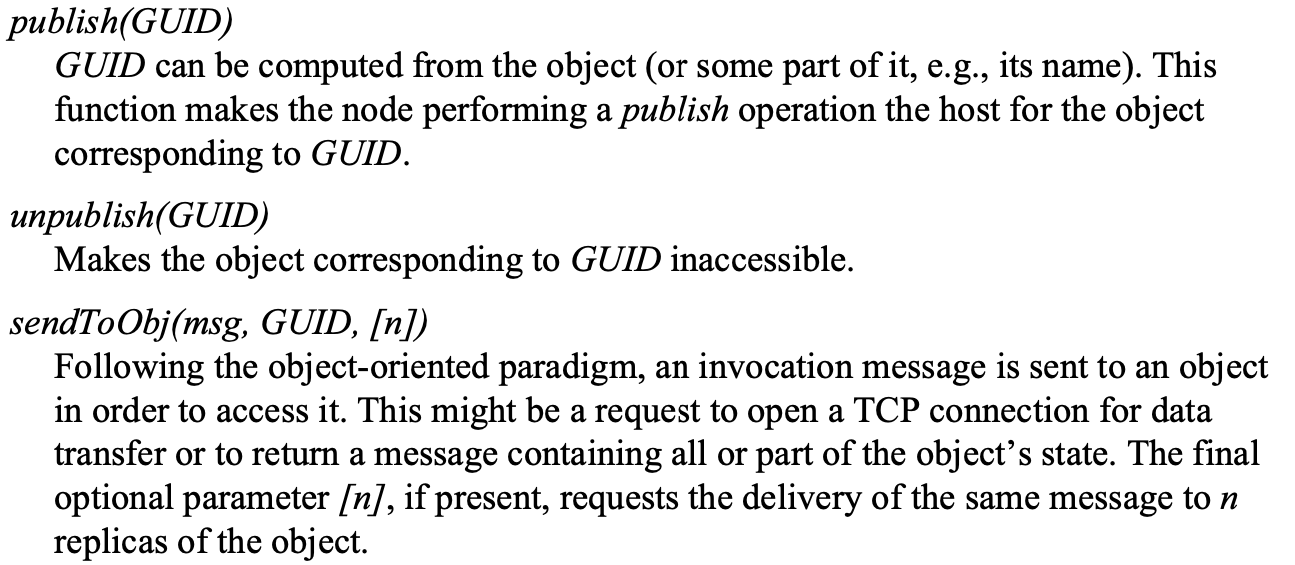 publish(GUID)
GUID can be computed from the object (or some part of it, e.g., its name). This
function makes the node performing a publish operation the host for the object
corresponding to GUID.
unpublish(GUID)
Makes the object corresponding to GUID inaccessible.
sendToObj(msg, GUID, [n])
Following the object-oriented paradigm, an invocation message is sent to an object
in order to access it. This might be a request to open a TCP connection for data
transfer or to return a message containing all or part of the object’s state. The final
optional parameter [n], if present, requests the delivery of the same message to n
replicas of the object.